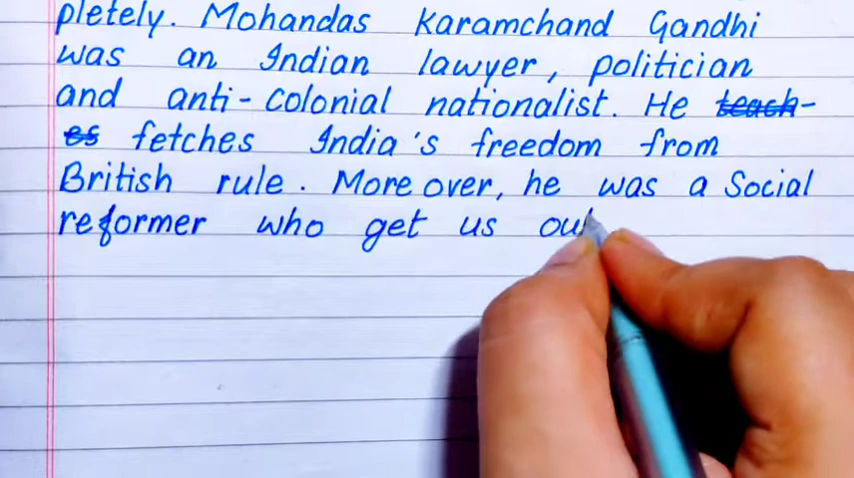 pletely. Mohandas Karamchand Gandhi
was an Indian lawyer, politician
and anti-colonial nationalist. He teach-
es fetches India's freedom from
British rule. More over, he was a Social
reformer who get us out